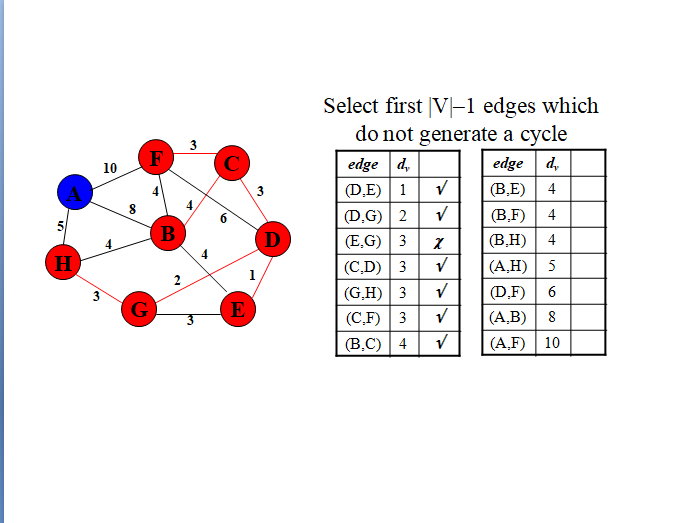 Select first |V|–1 edges which
do not generate a cycle
edge dv
(D,E) 1 √
(D,G) 2 √
(E,G) 3 χ
(C,D) 3 √
(G,H) 3 √
(C,F) 3 √
(B,C) 4 √
edge dv
(B,E) 4
(B,F) 4
(B,H) 4
(A,H) 5
(D,F) 6
(A,B) 8
(A,F) 10
3
F
C
10
A
4
3
8
4
6
5
B
D
4
4
H
2
1
3
G
E
3